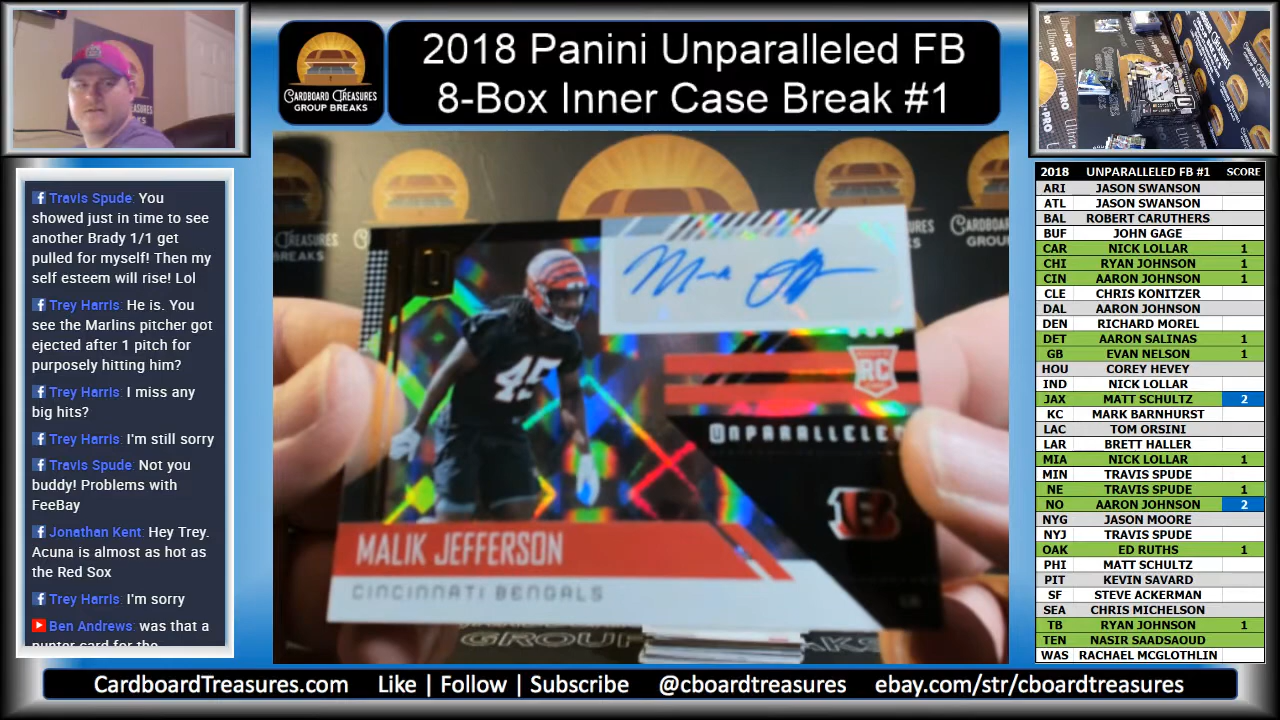 2018 Panini Unparalleled FB
8-Box Inner Case Break #1
CARDBOARD TREASURES
GROUP BREAKS
Travis Spude: You
showed just in time to see
another Brady 1/1 get
pulled for myself! Then my
self esteem will rise! Lol
Trey Harris: He is. You
see the Marlins pitcher got
ejected after 1 pitch for
purposely hitting him?
Trey Harris: I miss any
big hits?
Trey Harris: I'm still sorry
Travis Spude: Not you
buddy! Problems with
FeeBay
Jonathan Kent: Hey Trey.
Acuna is almost as hot as
the Red Sox
Trey Harris: I'm sorry
Ben Andrews: was that a
punter card for the
45
RC
UNPARALLELED
B
MALIK JEFFERSON
CINCINNATI BENGALS
2018 UNPARALLELED FB #1 SCORE
ARI JASON SWANSON
ATL JASON SWANSON
BAL ROBERT CARUTHERS
BUF JOHN GAGE
CAR NICK LOLLAR 1
CHI RYAN JOHNSON 1
CIN AARON JOHNSON 1
CLE CHRIS KONITZER
DAL AARON JOHNSON
DEN RICHARD MOREL
DET AARON SALINAS 1
GB EVAN NELSON 1
HOU COREY HEVEY
IND NICK LOLLAR
JAX MATT SCHULTZ 2
KC MARK BARNHURST
LAC TOM ORSINI
LAR BRETT HALLER
MIA NICK LOLLAR 1
MIN TRAVIS SPUDE
NE TRAVIS SPUDE 1
NO AARON JOHNSON 2
NYG JASON MOORE
NYJ TRAVIS SPUDE
OAK ED RUTHS 1
PHI MATT SCHULTZ
PIT KEVIN SAVARD
SF STEVE ACKERMAN
SEA CHRIS MICHELSON
TB RYAN JOHNSON 1
TEN NASIR SAADSAOUD
WAS RACHAEL MCGLOTHLIN
CardboardTreasures.com Like | Follow | Subscribe @cboardtreasures ebay.com/str/cboardtreasures